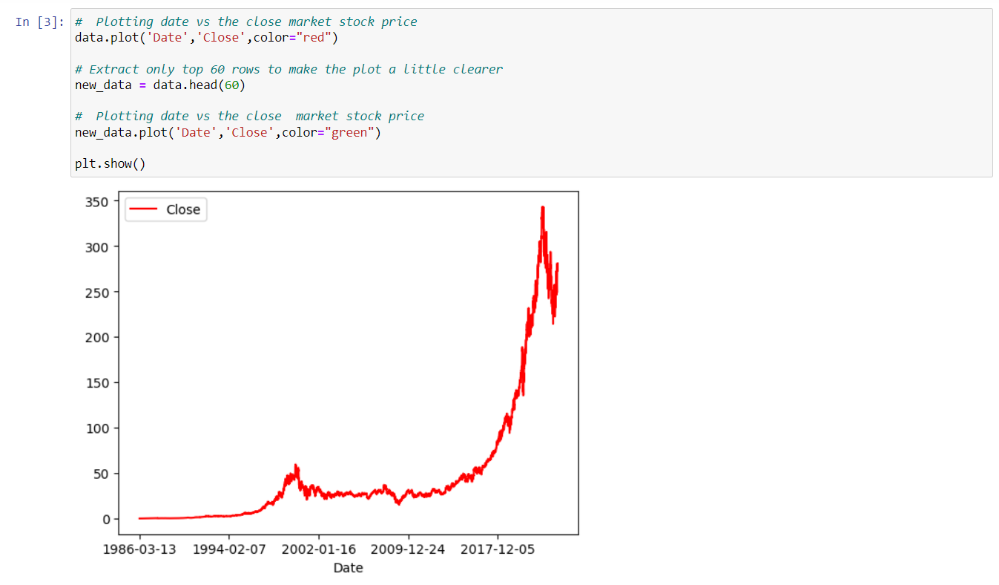 In [3]:
#  Plotting date vs the close market stock price
data.plot('Date','Close',color="red")
# Extract only top 60 rows to make the plot a little clearer
new_data = data.head(60)
#  Plotting date vs the close  market stock price
new_data.plot('Date','Close',color="green")
plt.show()
Close
350
300
250
200
150
100
50
0
1986-03-13 1994-02-07 2002-01-16 2009-12-24 2017-12-05
Date